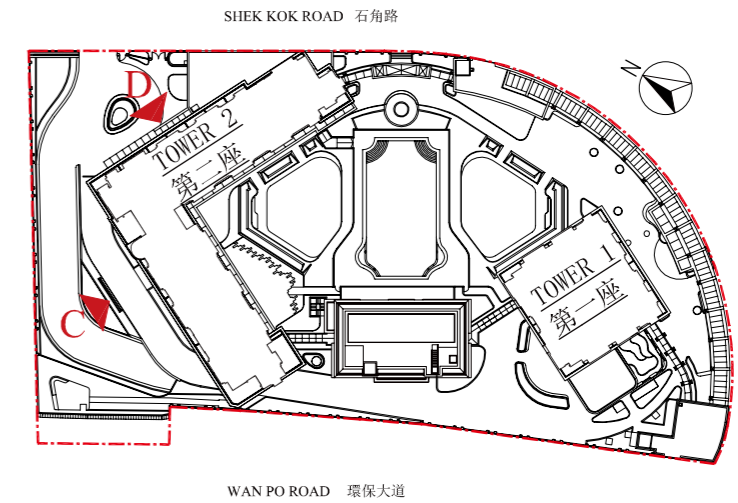 SHEK KOK ROAD 石角路
N
D
TOWER 2
第二座
TOWER 1
第一座
C
WAN PO ROAD 環保大道